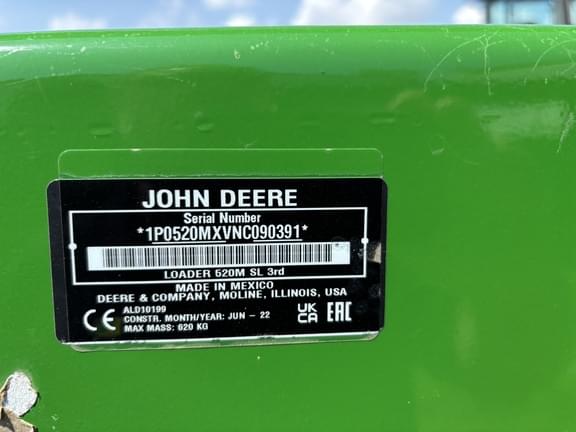 JOHN DEERE
Serial Number
*1P0520MXVNC090391*
LOADER 520M SL 3rd
MADE IN MEXICO
DEERE & COMPANY, MOLINE, ILLINOIS, USA
ALD10199
CONSTR. MONTH/YEAR: JUN - 22
MAX MASS: 620 KG
CE
UK
CA
EAC